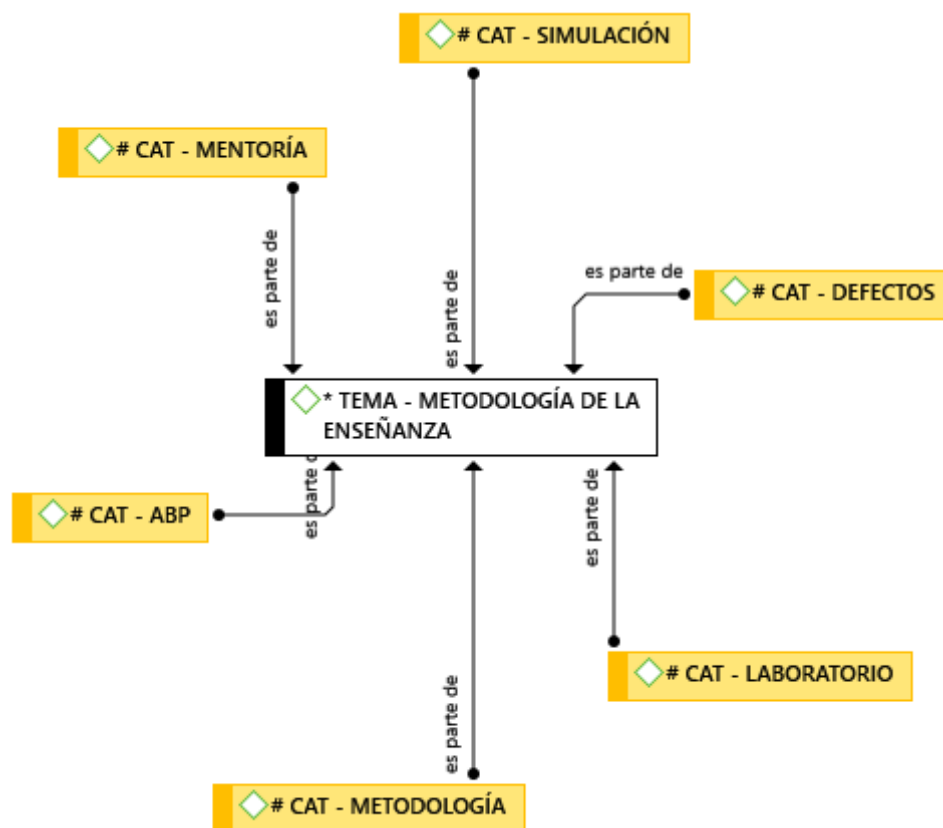 # CAT - SIMULACIÓN
# CAT - MENTORÍA
es parte de
es parte de
es parte de
# CAT - DEFECTOS
* TEMA - METODOLOGÍA DE LA
ENSEÑANZA
es parte
# CAT - ABP
es parte de
es parte de
# CAT - LABORATORIO
# CAT - METODOLOGÍA